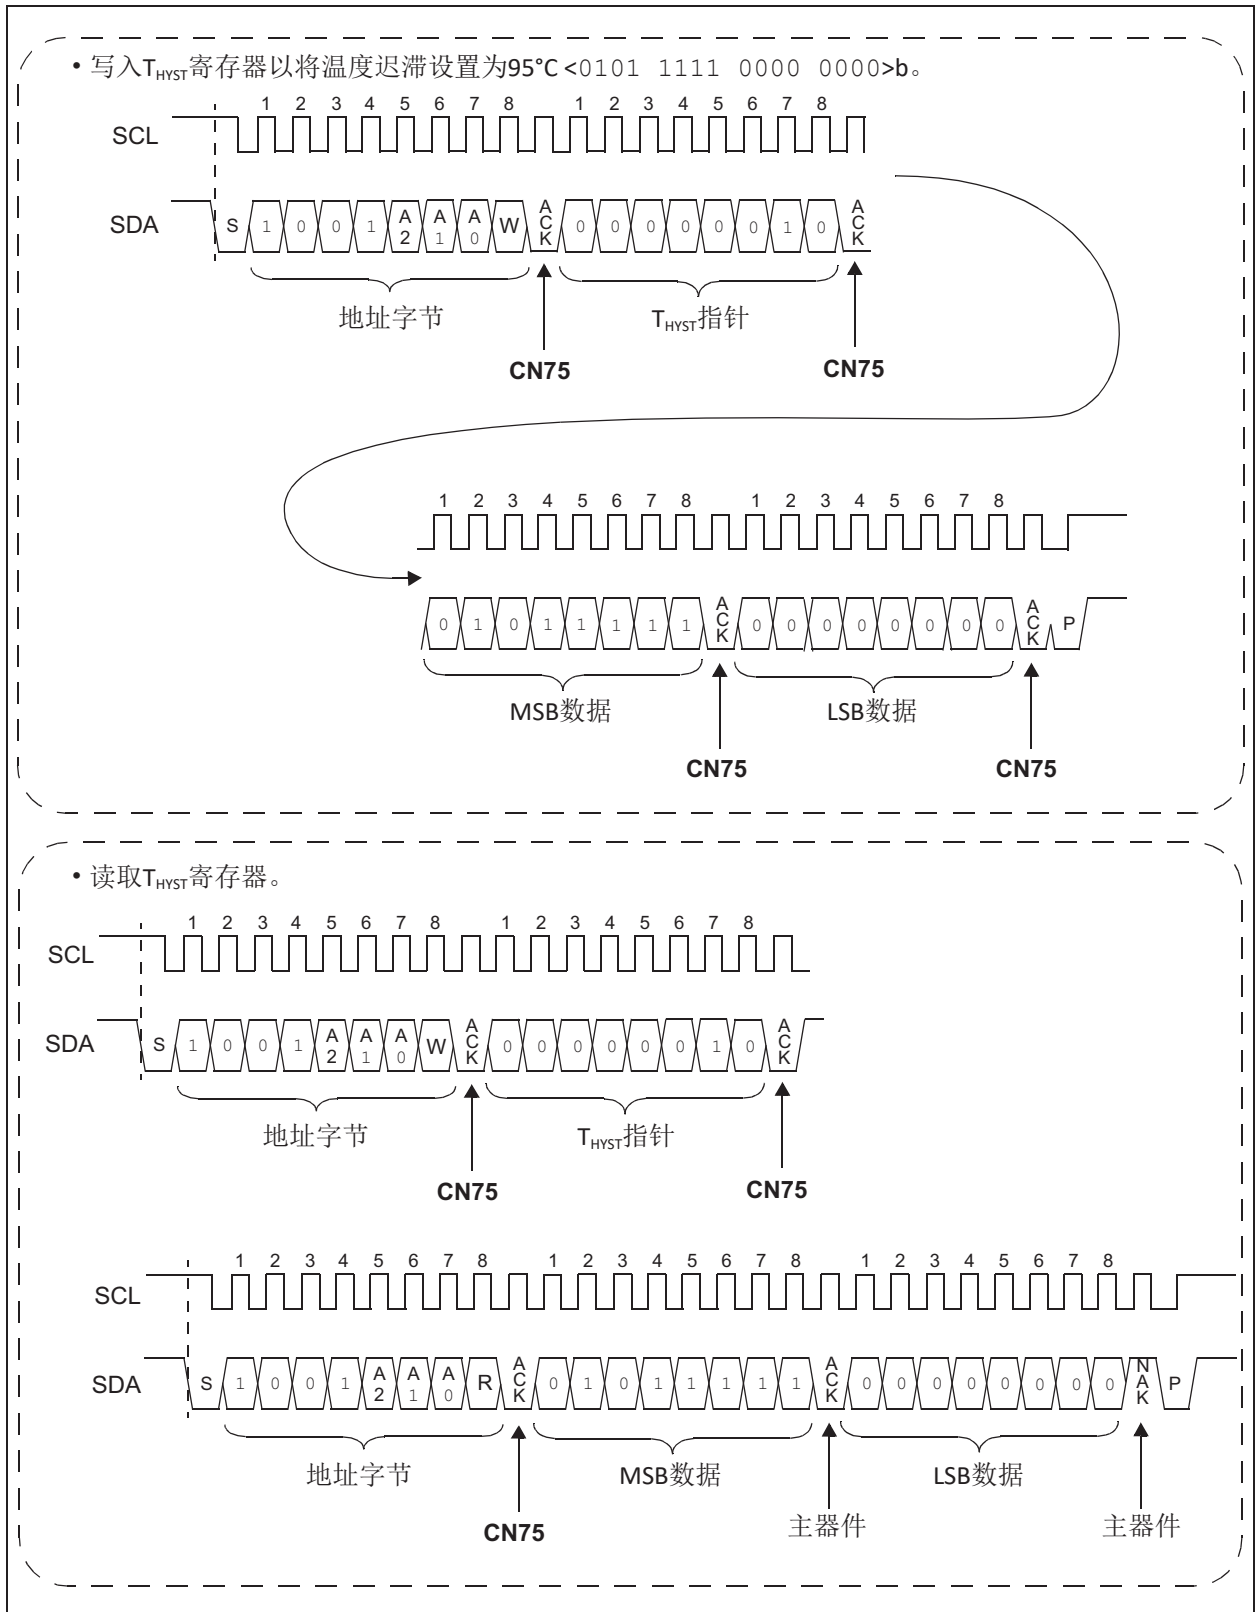 • 写入THYST寄存器以将温度迟滞设置为95°C <0101 1111 0000 0000>b。
1 2 3 4 5 6 7 8 1 2 3 4 5 6 7 8
SCL
SDA S 1 0 0 1 A2 A1 A0 W ACK 0 0 0 0 0 0 1 0 ACK
地址字节 THYST指针
CN75 CN75
1 2 3 4 5 6 7 8 1 2 3 4 5 6 7 8
0 1 0 1 1 1 1 1 ACK 0 0 0 0 0 0 0 0 ACK P
MSB数据 LSB数据
CN75 CN75
• 读取THYST寄存器。
1 2 3 4 5 6 7 8 1 2 3 4 5 6 7 8
SCL
SDA S 1 0 0 1 A2 A1 A0 W ACK 0 0 0 0 0 0 1 0 ACK
地址字节 THYST指针
CN75 CN75
1 2 3 4 5 6 7 8 1 2 3 4 5 6 7 8 1 2 3 4 5 6 7 8
SCL
SDA S 1 0 0 1 A2 A1 A0 R ACK 0 1 0 1 1 1 1 1 ACK 0 0 0 0 0 0 0 0 NAK P
地址字节 MSB数据 LSB数据
CN75 主器件 主器件